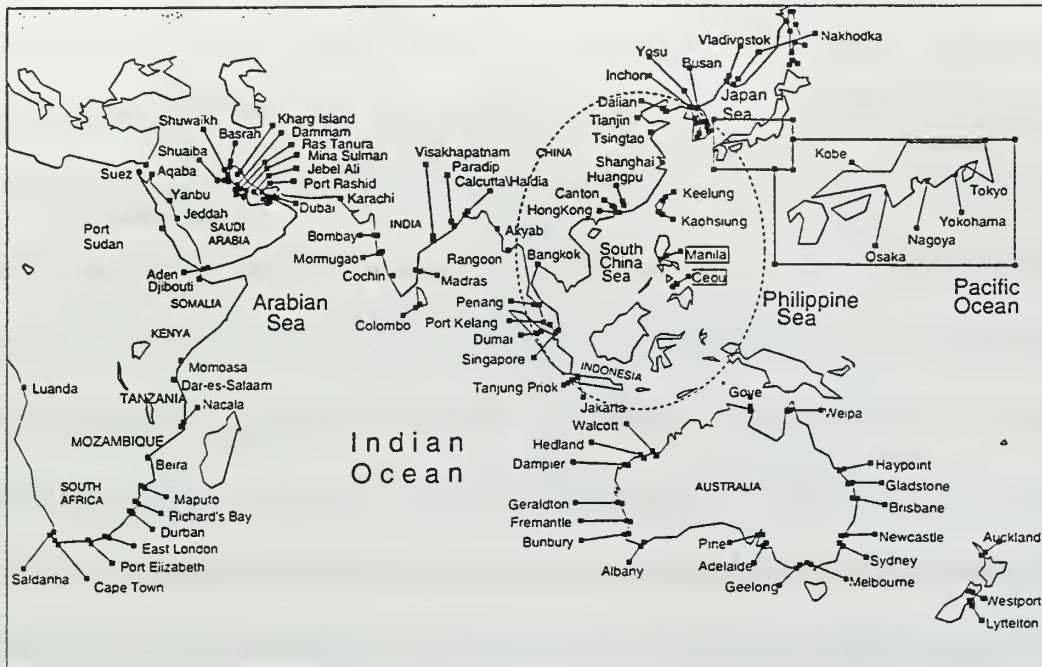 Vladivostok
Nakhodka
Yosu
Busan
Inchon
Japan
Sea
Dalian
Tianjin
Tsingtao
CHINA
Shanghai
Huangpu
Canton
HongKong
Keelung
Kaohsiung
Shuwaikh
Kharg Island
Basrah
Dammam
Ras Tanura
Shuaiba
Mina Sulman
Jebel Ali
Port Rashid
Suez
Aqaba
Yanbu
Jeddah
Dubai
Karachi
SAUDI
ARABIA
Port
Sudan
Aden
Djibouti
Visakhapatnam
Paradip
Calcutta\Haldia
INDIA
Akyab
Rangoon
Bangkok
Bombay
Mormugao
Cochin
Madras
Colombo
South
China
Sea
Manila
Ceou
Kobe
Tokyo
Yokohama
Nagoya
Osaka
Pacific
Ocean
Philippine
Sea
Arabian
Sea
SOMALIA
KENYA
Momoasa
Dar-es-Salaam
TANZANIA
Nacala
Luanda
MOZAMBIQUE
Beira
SOUTH
AFRICA
Maputo
Richard's Bay
Durban
East London
Port Elizabeth
Cape Town
Saldanha
Indian
Ocean
Penang
Port Kelang
Dumai
Singapore
INDONESIA
Tanjung Priok
Jakarta
Gove
Weipa
Walcott
Hedland
Dampier
Geraldton
Fremantle
Bunbury
Albany
AUSTRALIA
Haypoint
Gladstone
Brisbane
Newcastle
Sydney
Melbourne
Pirie
Adelaide
Geelong
Auckland
Westport
Lyttelton